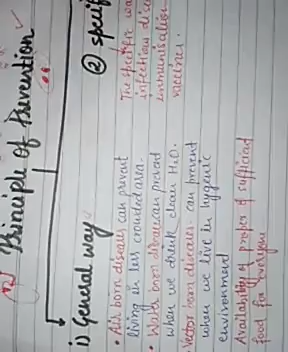 Principle of Prevention
i) General way
• Air born diseases can prevent
living in less crowded area.
• Water born diseases can prevent
when we drink clean H₂O.
• Vector born diseases can prevent
when we live in hygenic
environment
Availability of proper & sufficient
food for everyone
② specif
The specific wa
infectious dise
immunisation
vaccines.